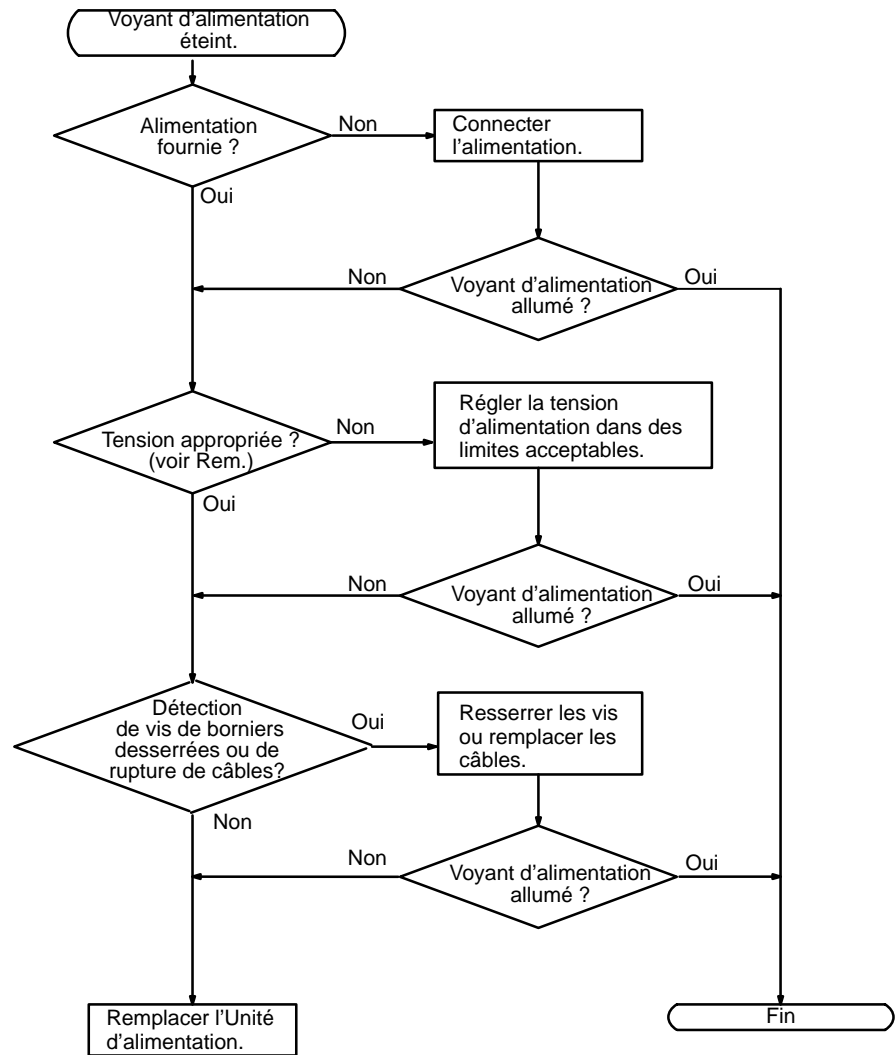 Voyant d’alimentation
éteint.
Alimentation
fournie ?
Non
Connecter
l’alimentation.
Oui
Non
Voyant d’alimentation
allumé ?
Oui
Tension appropriée ?
(voir Rem.)
Non
Régler la tension
d’alimentation dans des
limites acceptables.
Oui
Non
Voyant d’alimentation
allumé ?
Oui
Détection
de vis de borniers
desserrées ou de
rupture de câbles?
Oui
Resserrer les vis
ou remplacer les
câbles.
Non
Non
Voyant d’alimentation
allumé ?
Oui
Remplacer l’Unité
d’alimentation.
Fin